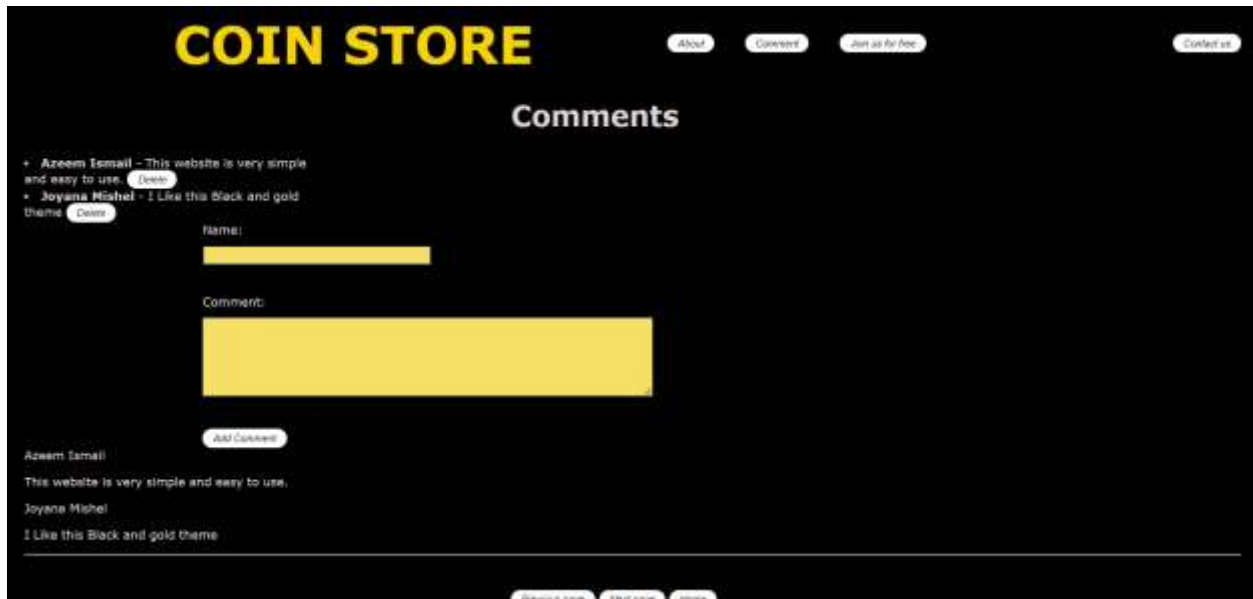 COIN STORE
About
Comment
Join us for free
Contact us
Comments
• Azeem Ismail - This website is very simple
and easy to use. Delete
• Joyana Mishel - I Like this Black and gold
theme Delete
Name:
Comment:
Add Comment
Azeem Ismail
This website is very simple and easy to use.
Joyana Mishel
I Like this Black and gold theme